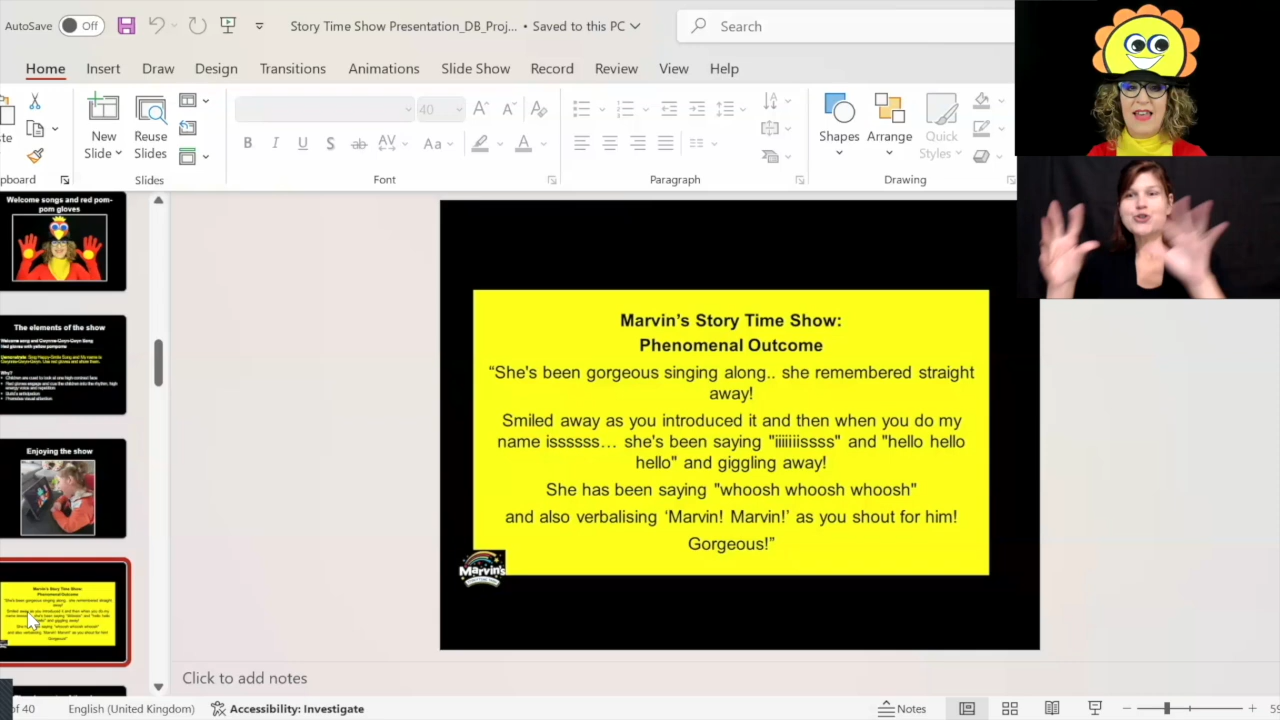 AutoSave
Off
Story Time Show Presentation_DB_Proj... • Saved to this PC
Search
Home
Insert
Draw
Design
Transitions
Animations
Slide Show
Record
Review
View
Help
New
Slide
Reuse
Slides
40
Shapes
Arrange
Quick
Styles
pboard
Slides
Font
Paragraph
Drawing
Welcome songs and red pom-
pom gloves
The elements of the show
Why?
Enjoying the show
Marvin's Story Time Show:
Phenomenal Outcome
“She's been gorgeous singing along.. she remembered straight
away!
Smiled away as you introduced it and then when you do my
name isssssss… she's been saying "iiiiiiissss" and "hello hello
hello" and giggling away!
She has been saying "whoosh whoosh whoosh"
and also verbalising ‘Marvin! Marvin!’ as you shout for him!
Gorgeous!”
Marvin's
Click to add notes
of 40
English (United Kingdom)
Accessibility: Investigate
Notes